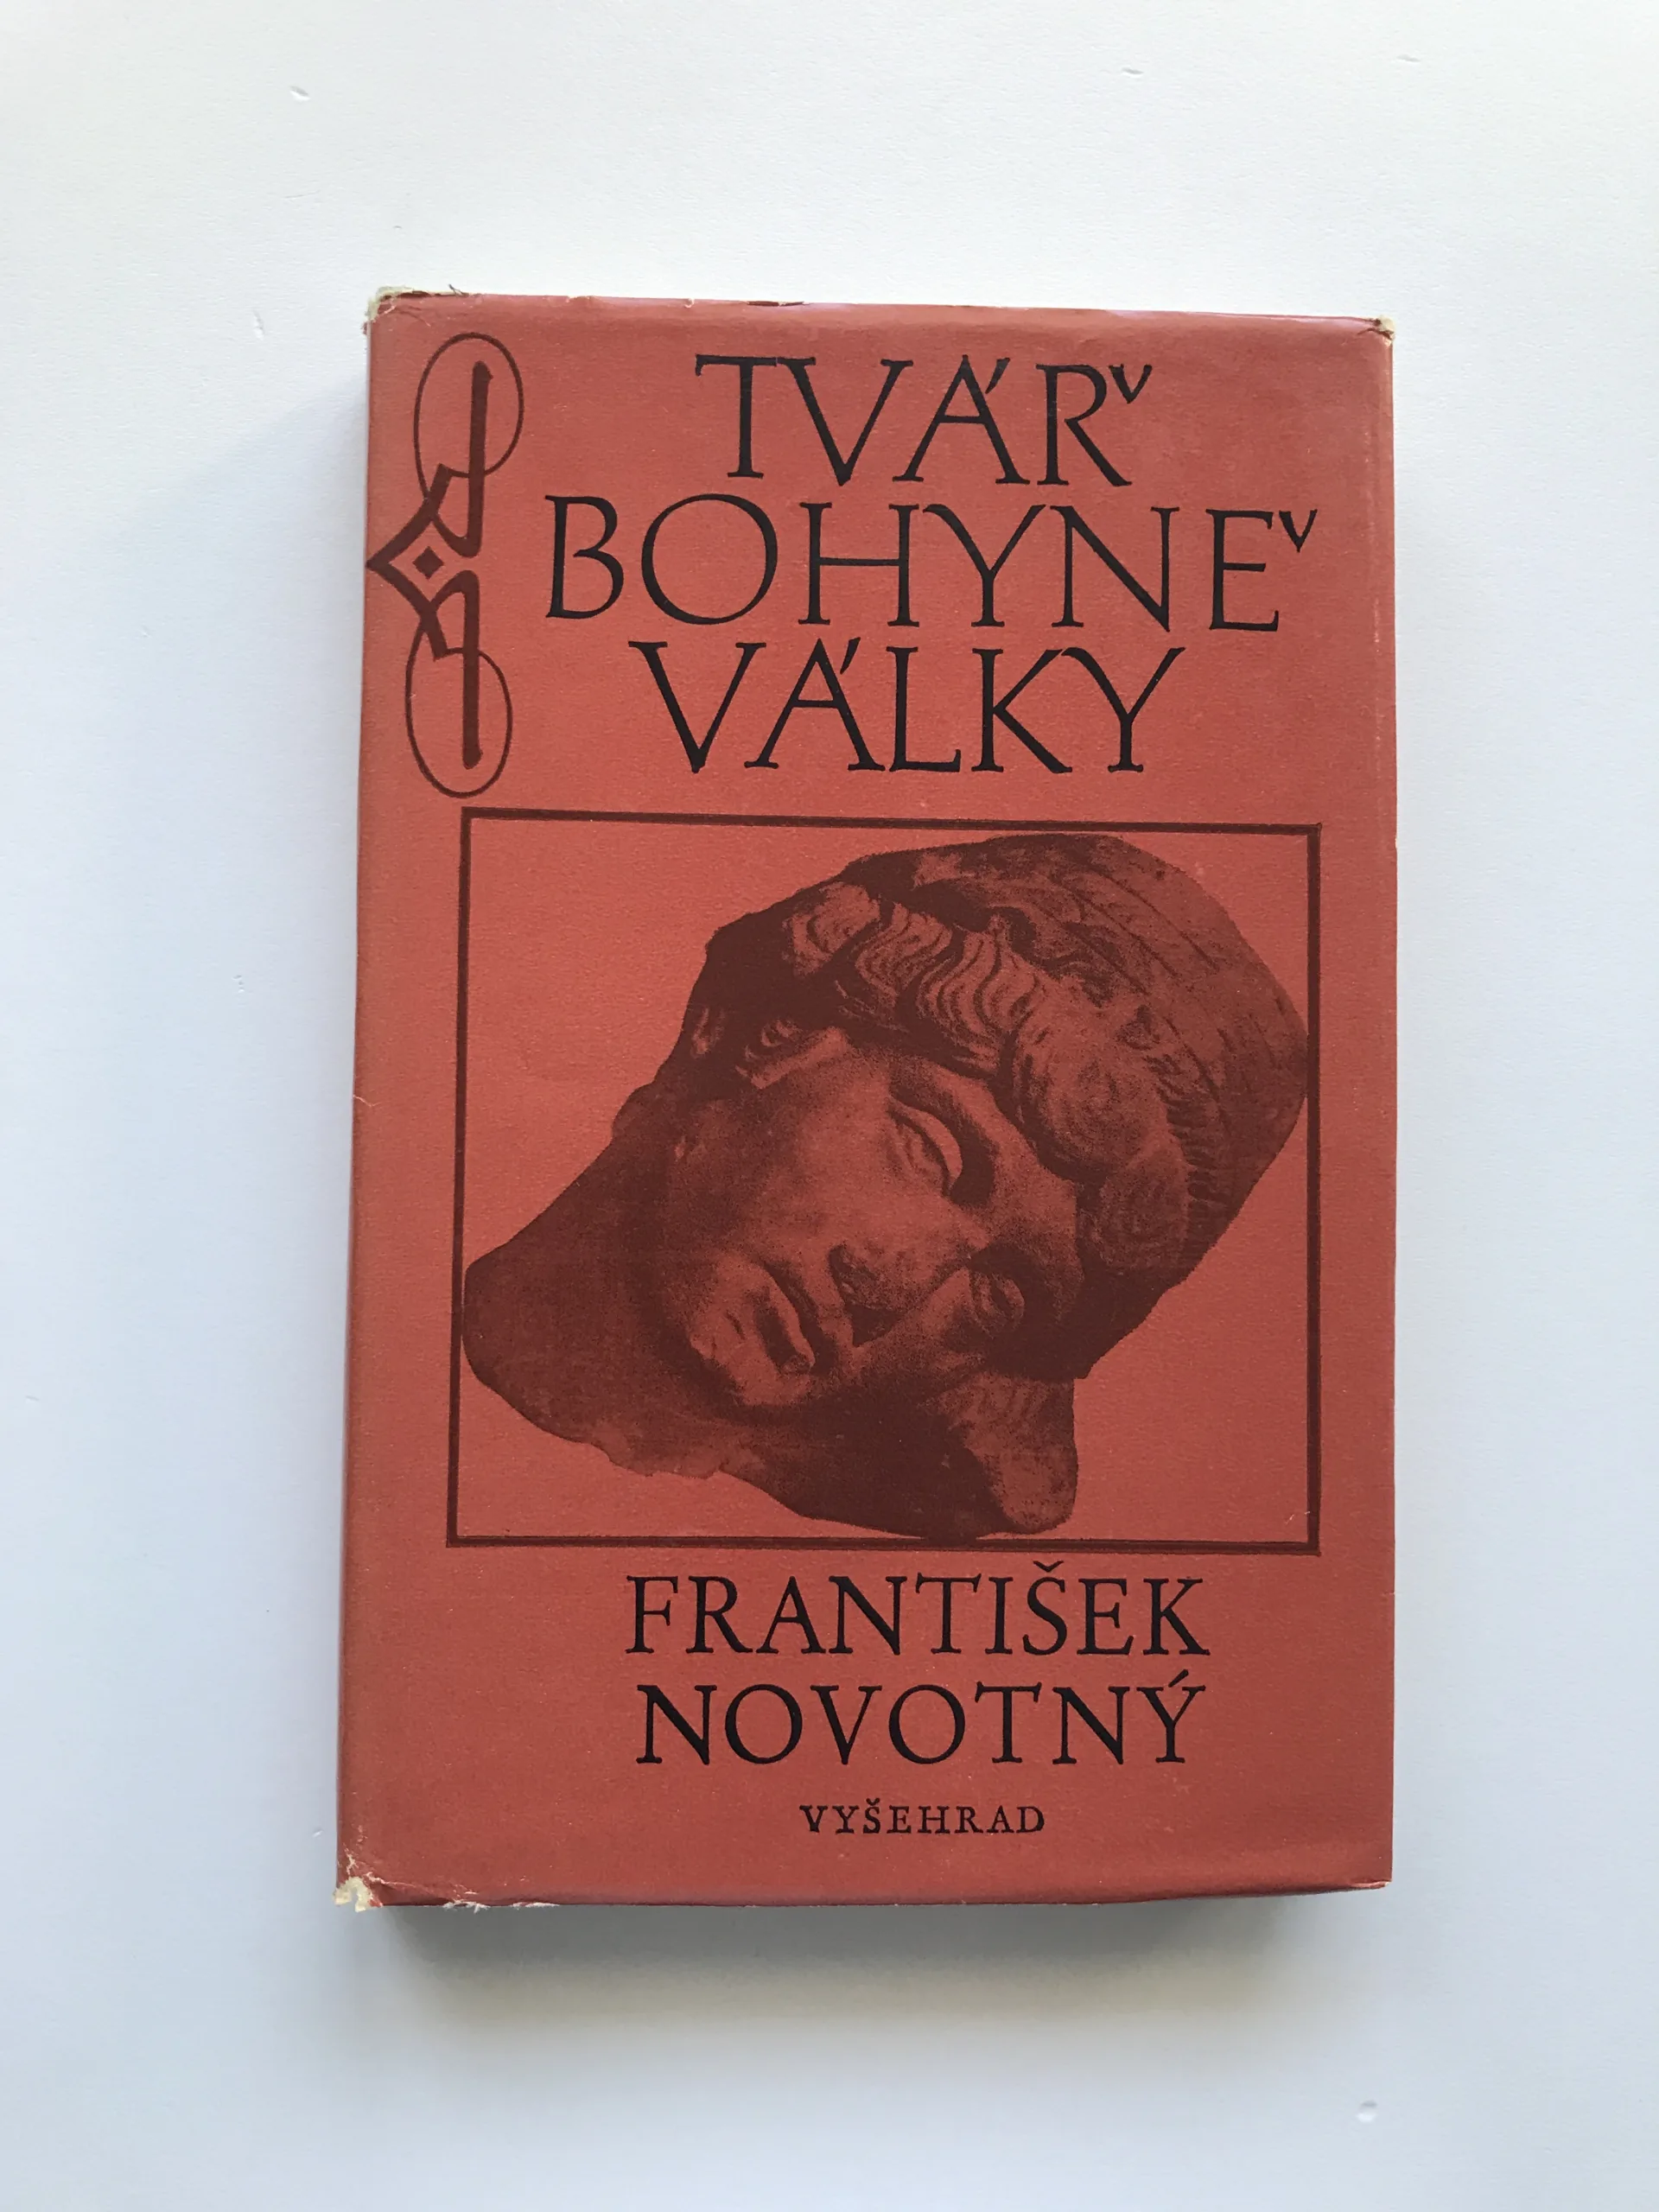 TVÁŘ
BOHYNĚ
VÁLKY
FRANTIŠEK
NOVOTNÝ
VYŠEHRAD